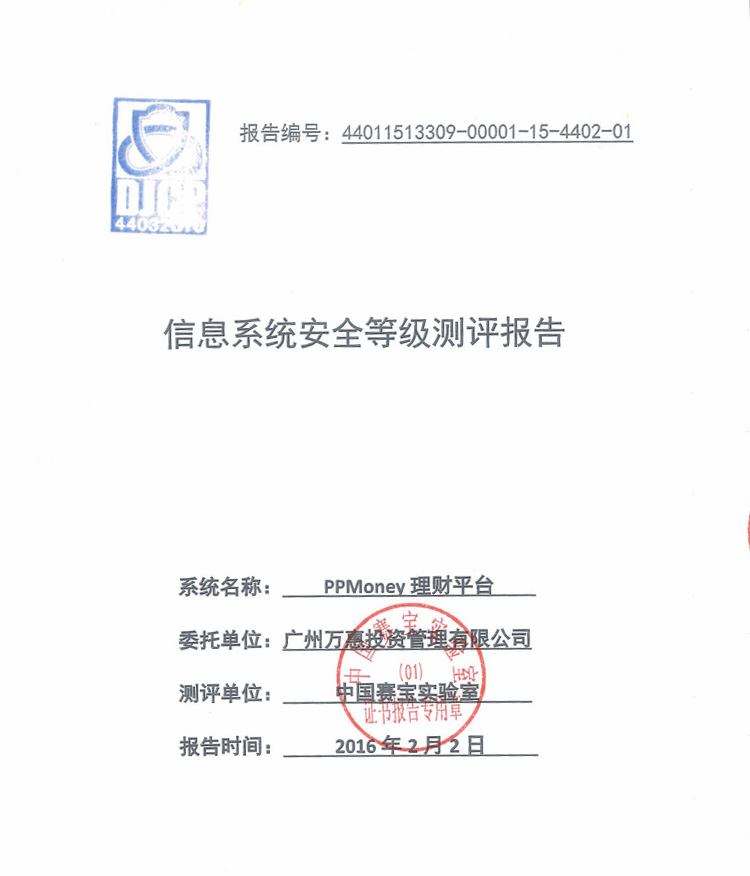 报告编号：44011513309-00001-15-4402-01
DJCP
信息系统安全等级测评报告
系统名称：PPMoney 理财平台
委托单位：广州万惠投资管理有限公司
测评单位：中国赛宝实验室
报告时间：2016 年 2 月 2 日
中国赛宝实验室
(01)
证书报告专用章